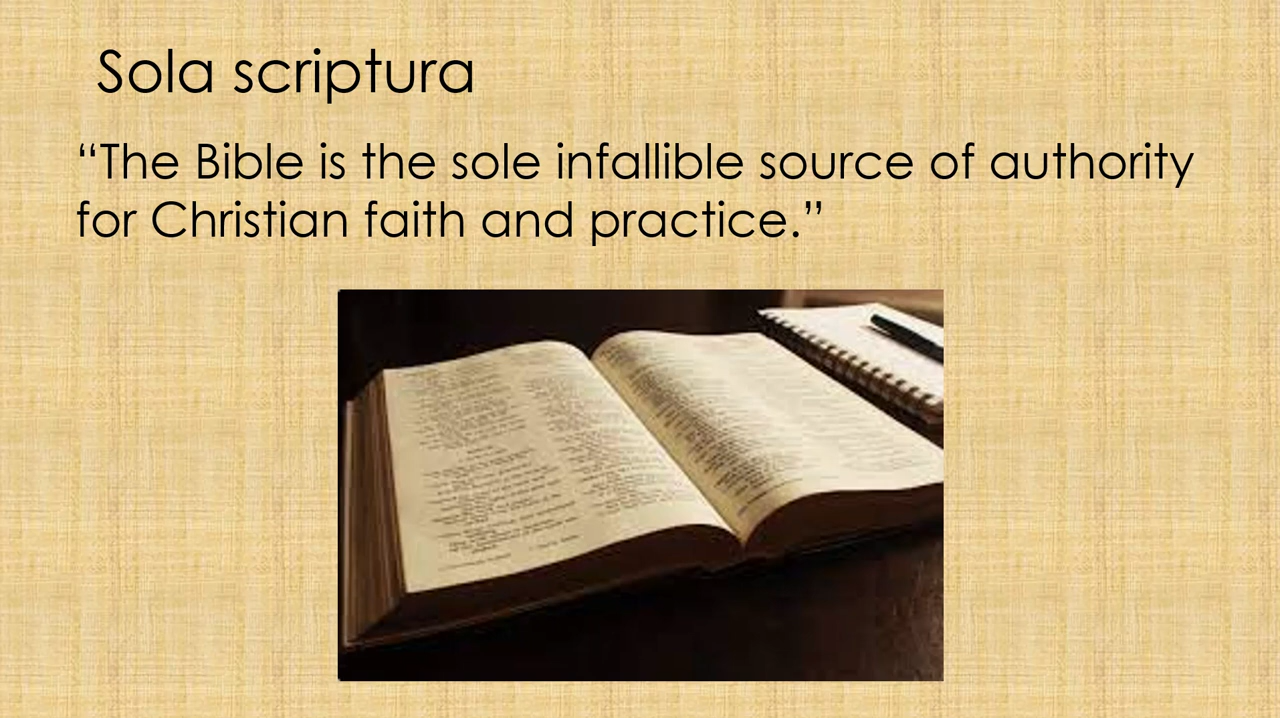 Sola scriptura
“The Bible is the sole infallible source of authority
for Christian faith and practice.”